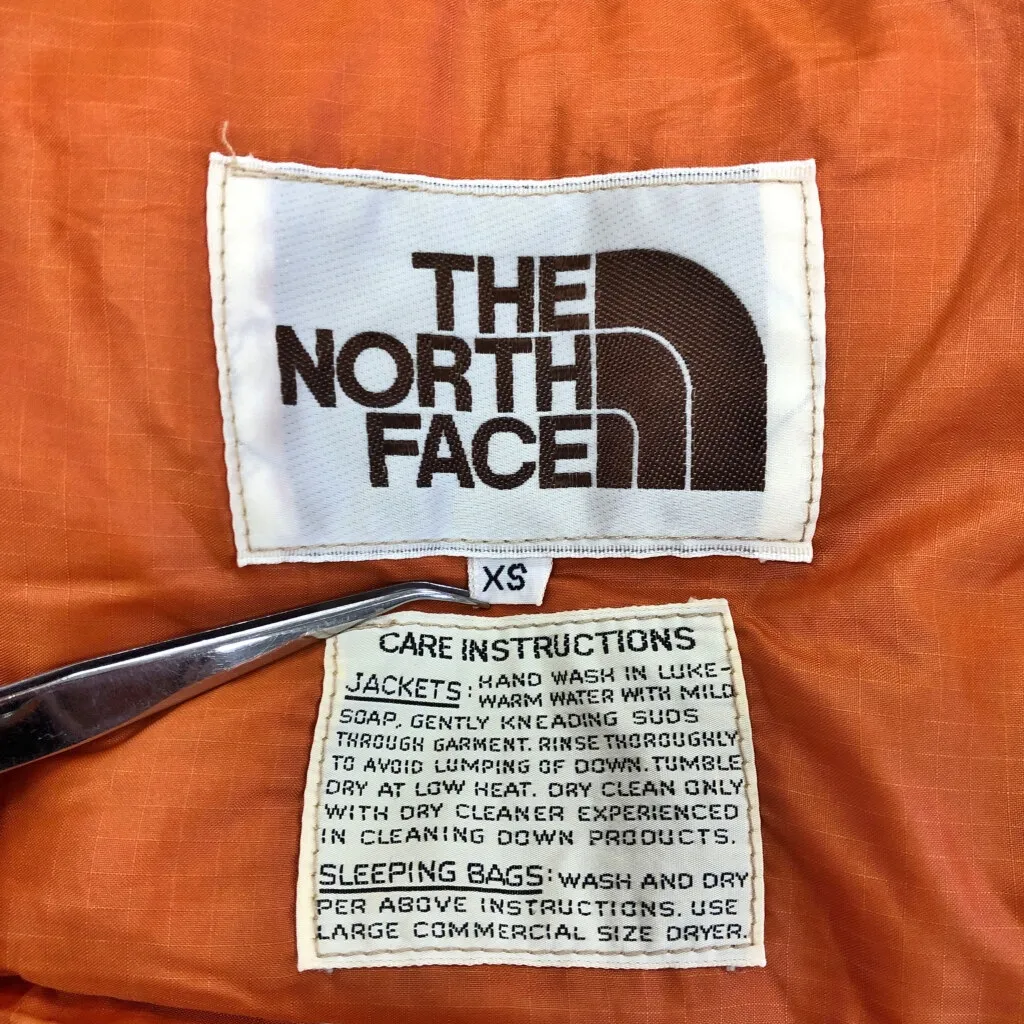 THE
NORTH
FACE
XS
CARE INSTRUCTIONS
JACKETS: HAND WASH IN LUKE-
WARM WATER WITH MILD
SOAP, GENTLY KNEADING SUDS
THROUGH GARMENT. RINSE THOROUGHLY
TO AVOID LUMPING OF DOWN. TUMBLE
DRY AT LOW HEAT. DRY CLEAN ONLY
WITH DRY CLEANER EXPERIENCED
IN CLEANING DOWN PRODUCTS.
SLEEPING BAGS: WASH AND DRY
PER ABOVE INSTRUCTIONS. USE
LARGE COMMERCIAL SIZE DRYER.